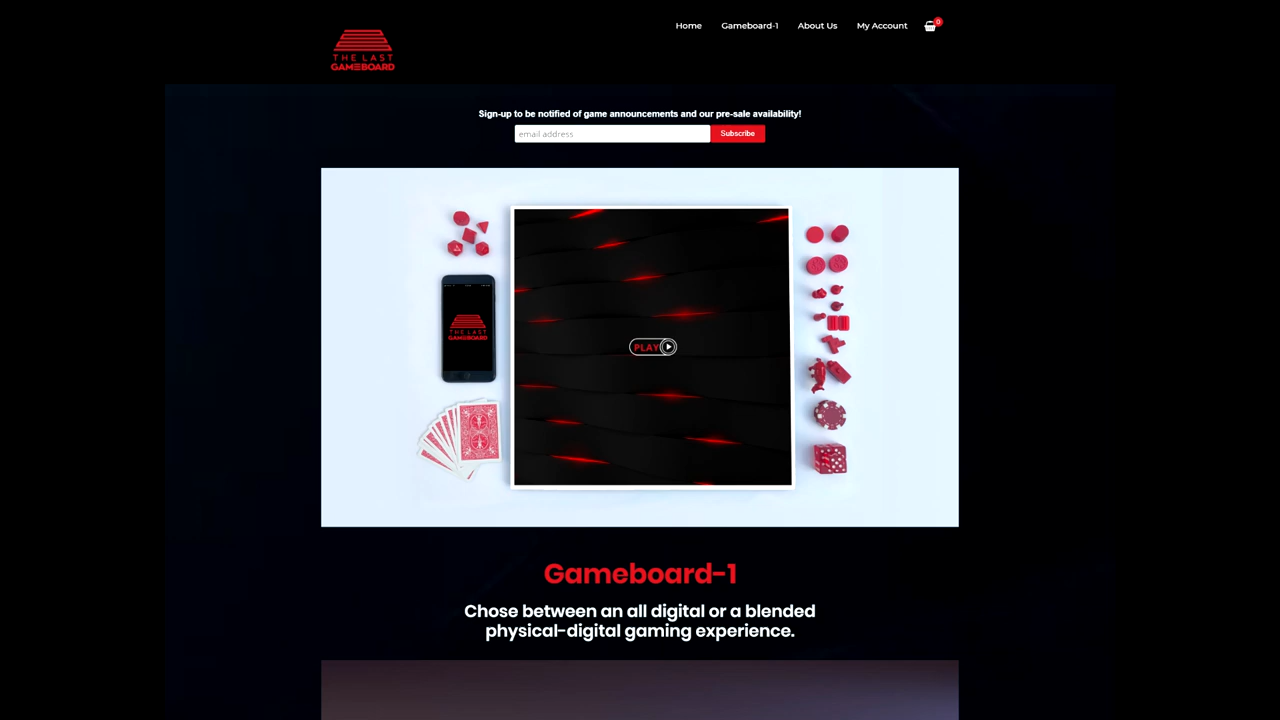 Home Gameboard-1 About Us My Account 0
THE LAST
GAMEBOARD
Sign-up to be notified of game announcements and our pre-sale availability!
email address Subscribe
PLAY
THE LAST
GAMEBOARD
Gameboard-1
Chose between an all digital or a blended
physical-digital gaming experience.